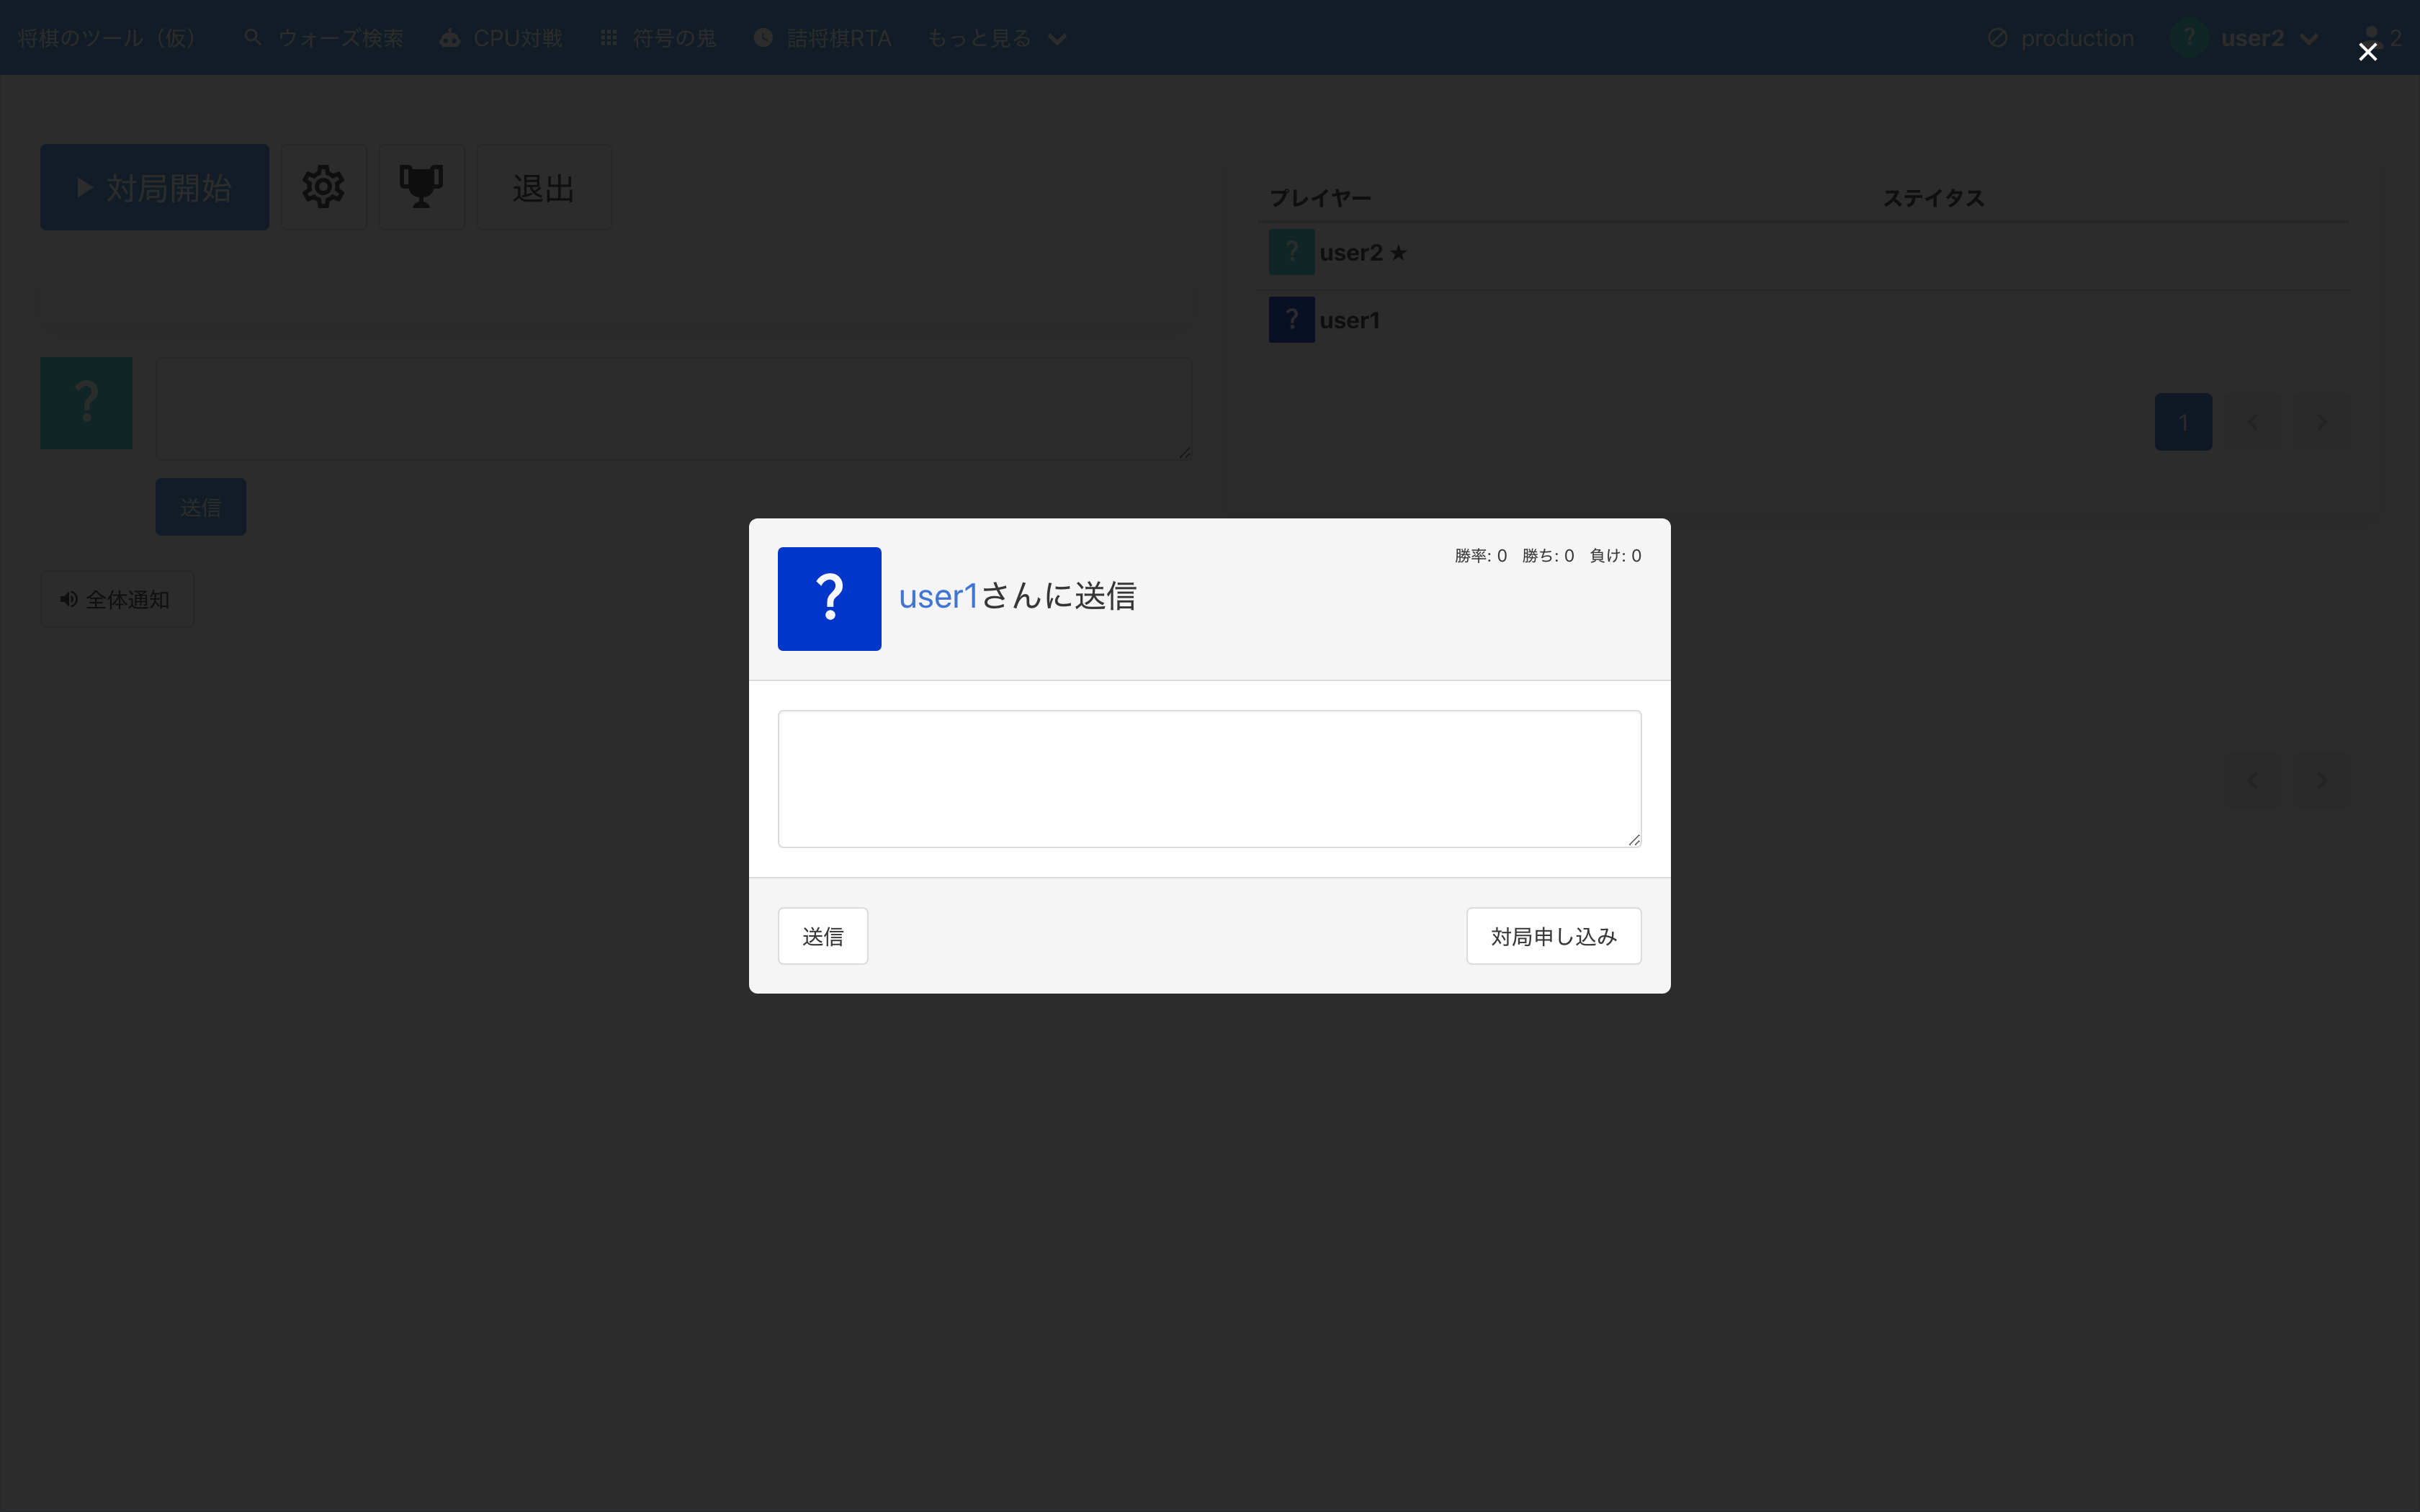 将棋のツール（仮） ウォーズ検索 CPU対戦 符号の鬼 詰将棋RTA もっと見る production ? user2 2
対局開始 退出
プレイヤー ステイタス
? user2 ★
? user1
?
1
送信
全体通知
? user1さんに送信
勝率: 0 勝ち: 0 負け: 0
送信 対局申し込み